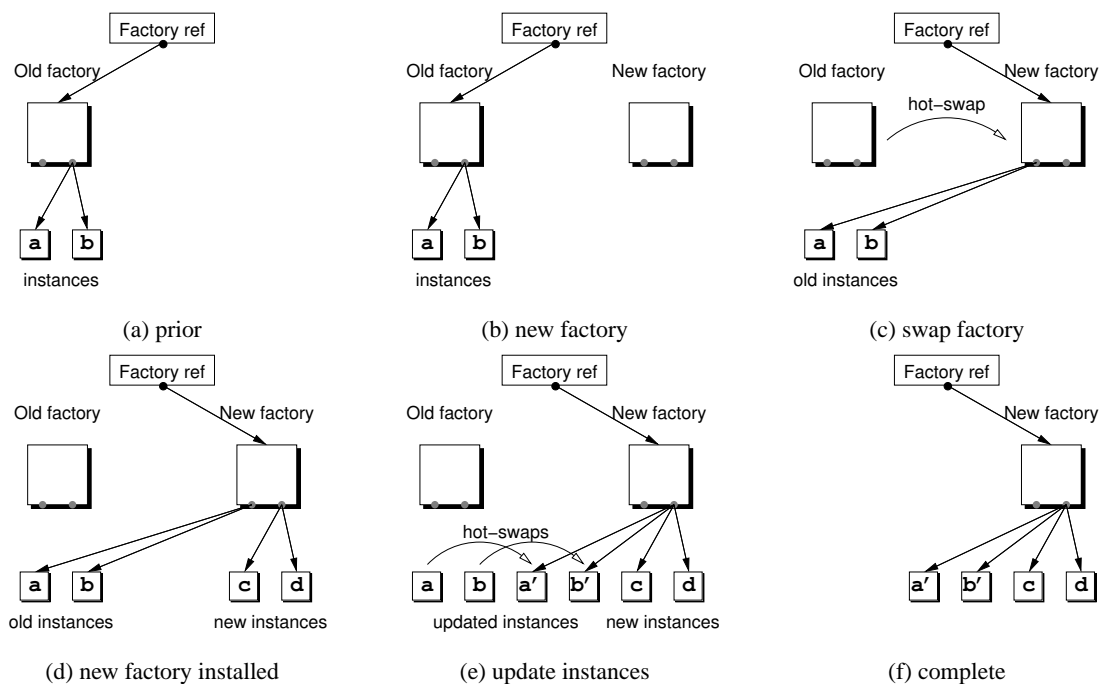 Factory ref
Old factory
a b
instances
(a) prior
Factory ref
Old factory New factory
a b
instances
(b) new factory
Factory ref
Old factory New factory
hot−swap
a b
old instances
(c) swap factory
Factory ref
Old factory New factory
a b c d
old instances new instances
(d) new factory installed
Factory ref
Old factory New factory
hot−swaps
a b a′ b′ c d
updated instances new instances
(e) update instances
Factory ref
New factory
a′ b′ c d
(f) complete